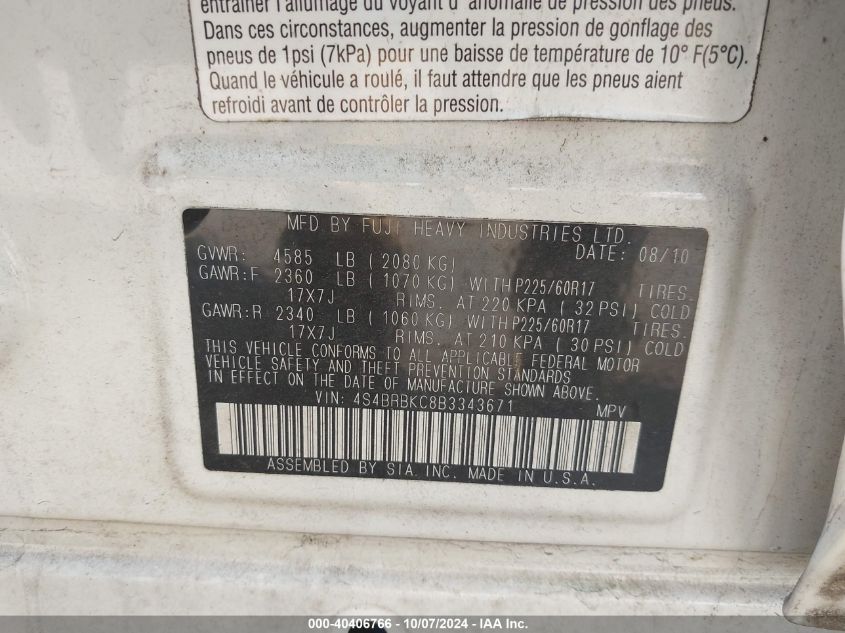 entraîner l'allumage du voyant d' anomalie de pression des pneus.
Dans ces circonstances, augmenter la pression de gonflage des
pneus de 1psi (7kPa) pour une baisse de température de 10° F(5°C).
Quand le véhicule a roulé, il faut attendre que les pneus aient
refroidi avant de contrôler la pression.
MFD BY FUJI HEAVY INDUSTRIES LTD.
GVWR: 4585 LB (2080 KG) DATE: 08/10
GAWR:F 2360 LB (1070 KG) WITH P225/60R17 TIRES.
17X7J RIMS. AT 220 KPA (32 PSI) COLD
GAWR:R 2340 LB (1060 KG) WITH P225/60R17 TIRES.
17X7J RIMS. AT 210 KPA (30 PSI) COLD
THIS VEHICLE CONFORMS TO ALL APPLICABLE FEDERAL MOTOR
VEHICLE SAFETY AND THEFT PREVENTION STANDARDS
IN EFFECT ON THE DATE OF MANUFACTURE SHOWN ABOVE.
VIN: 4S4BRBKC8B3343671 MPV
ASSEMBLED BY SIA. INC. MADE IN U.S.A.
000-40406766 - 10/07/2024 - IAAI.com